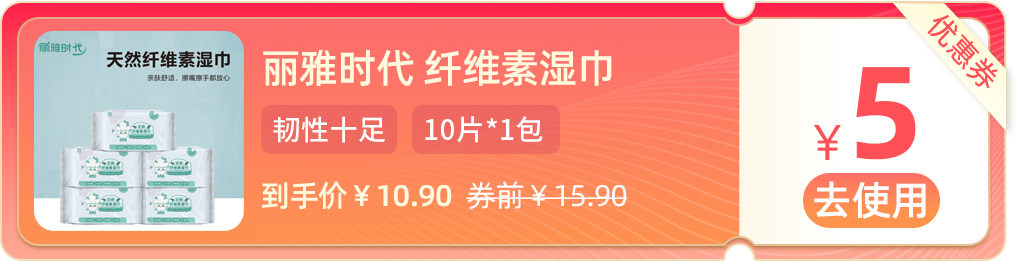 丽雅时代
天然纤维素湿巾
亲肤舒适，擦嘴擦手都放心
丽雅时代 纤维素湿巾
韧性十足
10片*1包
到手价￥10.90 券前￥15.90
优惠券
￥5
去使用